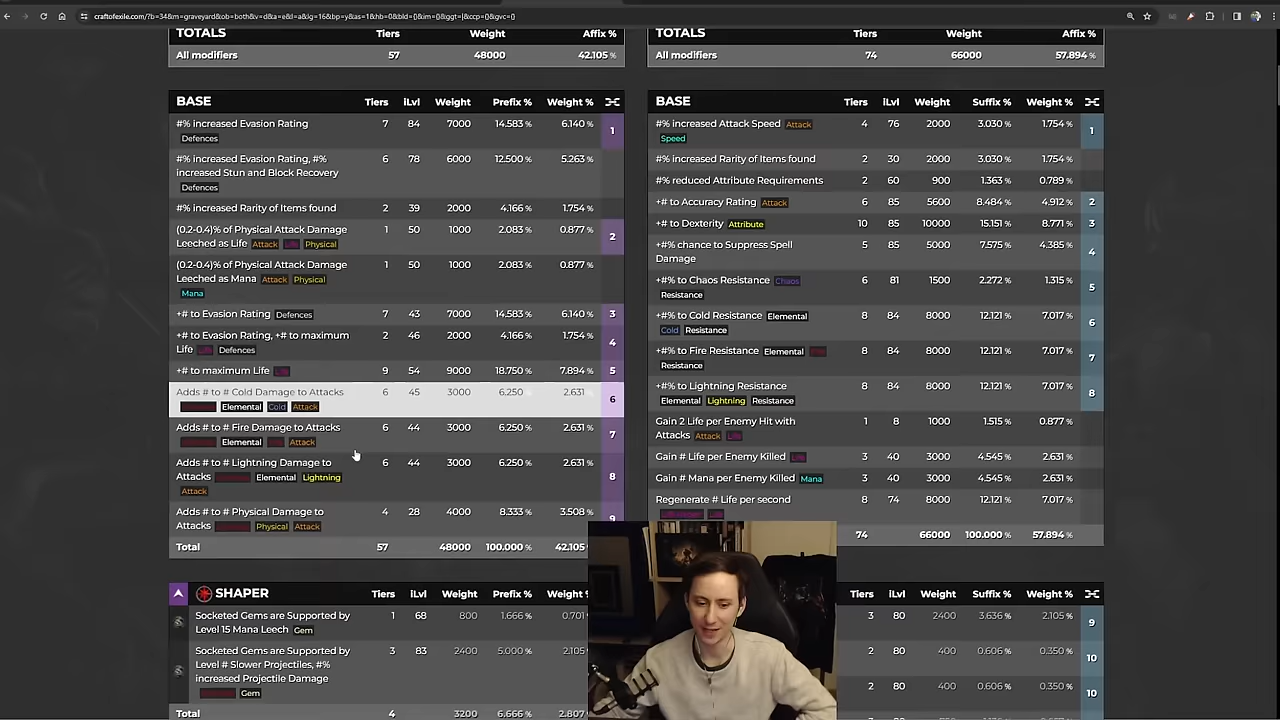 craftofexile.com/?b=34&m=graveyard&ob=both&v=d&a=e&l=a&lg=16&bp=y&as=1&hb=0&bld={}&im={}&ggt=|&ccp={}&gvc={}
TOTALS Tiers Weight Affix %
All modifiers 57 48000 42.105 %
BASE Tiers iLvl Weight Prefix % Weight %
#% increased Evasion Rating 7 84 7000 14.583 % 6.140 % 1
Defences
#% increased Evasion Rating, #% 6 78 6000 12.500 % 5.263 %
increased Stun and Block Recovery
Defences
#% increased Rarity of Items found 2 39 2000 4.166 % 1.754 %
(0.2-0.4)% of Physical Attack Damage 1 50 1000 2.083 % 0.877 % 2
Leeched as Life Attack Life Physical
(0.2-0.4)% of Physical Attack Damage 1 50 1000 2.083 % 0.877 %
Leeched as Mana Attack Physical
Mana
+# to Evasion Rating Defences 7 43 7000 14.583 % 6.140 % 3
+# to Evasion Rating, +# to maximum 2 46 2000 4.166 % 1.754 % 4
Life Life Defences
+# to maximum Life Life 9 54 9000 18.750 % 7.894 % 5
Adds # to # Cold Damage to Attacks 6 45 3000 6.250 % 2.631 6
Elemental Cold Attack
Adds # to # Fire Damage to Attacks 6 44 3000 6.250 % 2.631 % 7
Elemental Attack
Adds # to # Lightning Damage to 6 44 3000 6.250 % 2.631 % 8
Attacks Elemental Lightning
Attack
Adds # to # Physical Damage to 4 28 4000 8.333 % 3.508 % 9
Attacks Physical Attack
Total 57 48000 100.000 % 42.105 %
SHAPER Tiers iLvl Weight Prefix % Weight %
Socketed Gems are Supported by 1 68 800 1.666 % 0.701
Level 15 Mana Leech Gem
Socketed Gems are Supported by 3 83 2400 5.000 % 2.105
Level # Slower Projectiles, #%
increased Projectile Damage
Gem
Total 4 3200 6.666 % 2.807
TOTALS Tiers Weight Affix %
All modifiers 74 66000 57.894 %
BASE Tiers iLvl Weight Suffix % Weight %
#% increased Attack Speed Attack 4 76 2000 3.030 % 1.754 % 1
Speed
#% increased Rarity of Items found 2 30 2000 3.030 % 1.754 %
#% reduced Attribute Requirements 2 60 900 1.363 % 0.789 %
+# to Accuracy Rating Attack 6 85 5600 8.484 % 4.912 % 2
+# to Dexterity Attribute 10 85 10000 15.151 % 8.771 % 3
+#% chance to Suppress Spell 5 85 5000 7.575 % 4.385 % 4
Damage
+#% to Chaos Resistance Chaos 6 81 1500 2.272 % 1.315 % 5
Resistance
+#% to Cold Resistance Elemental 8 84 8000 12.121 % 7.017 % 6
Cold Resistance
+#% to Fire Resistance Elemental 8 84 8000 12.121 % 7.017 % 7
Resistance
+#% to Lightning Resistance 8 84 8000 12.121 % 7.017 % 8
Elemental Lightning Resistance
Gain 2 Life per Enemy Hit with 1 8 1000 1.515 % 0.877 %
Attacks Attack Life
Gain # Life per Enemy Killed Life 3 40 3000 4.545 % 2.631 %
Gain # Mana per Enemy Killed Mana 3 40 3000 4.545 % 2.631 %
Regenerate # Life per second 8 74 8000 12.121 % 7.017 %
74 66000 100.000 % 57.894 %
Tiers iLvl Weight Suffix % Weight %
3 80 2400 3.636 % 2.105 % 9
2 80 400 0.606 % 0.350 % 10
2 80 400 0.606 % 0.350 % 10